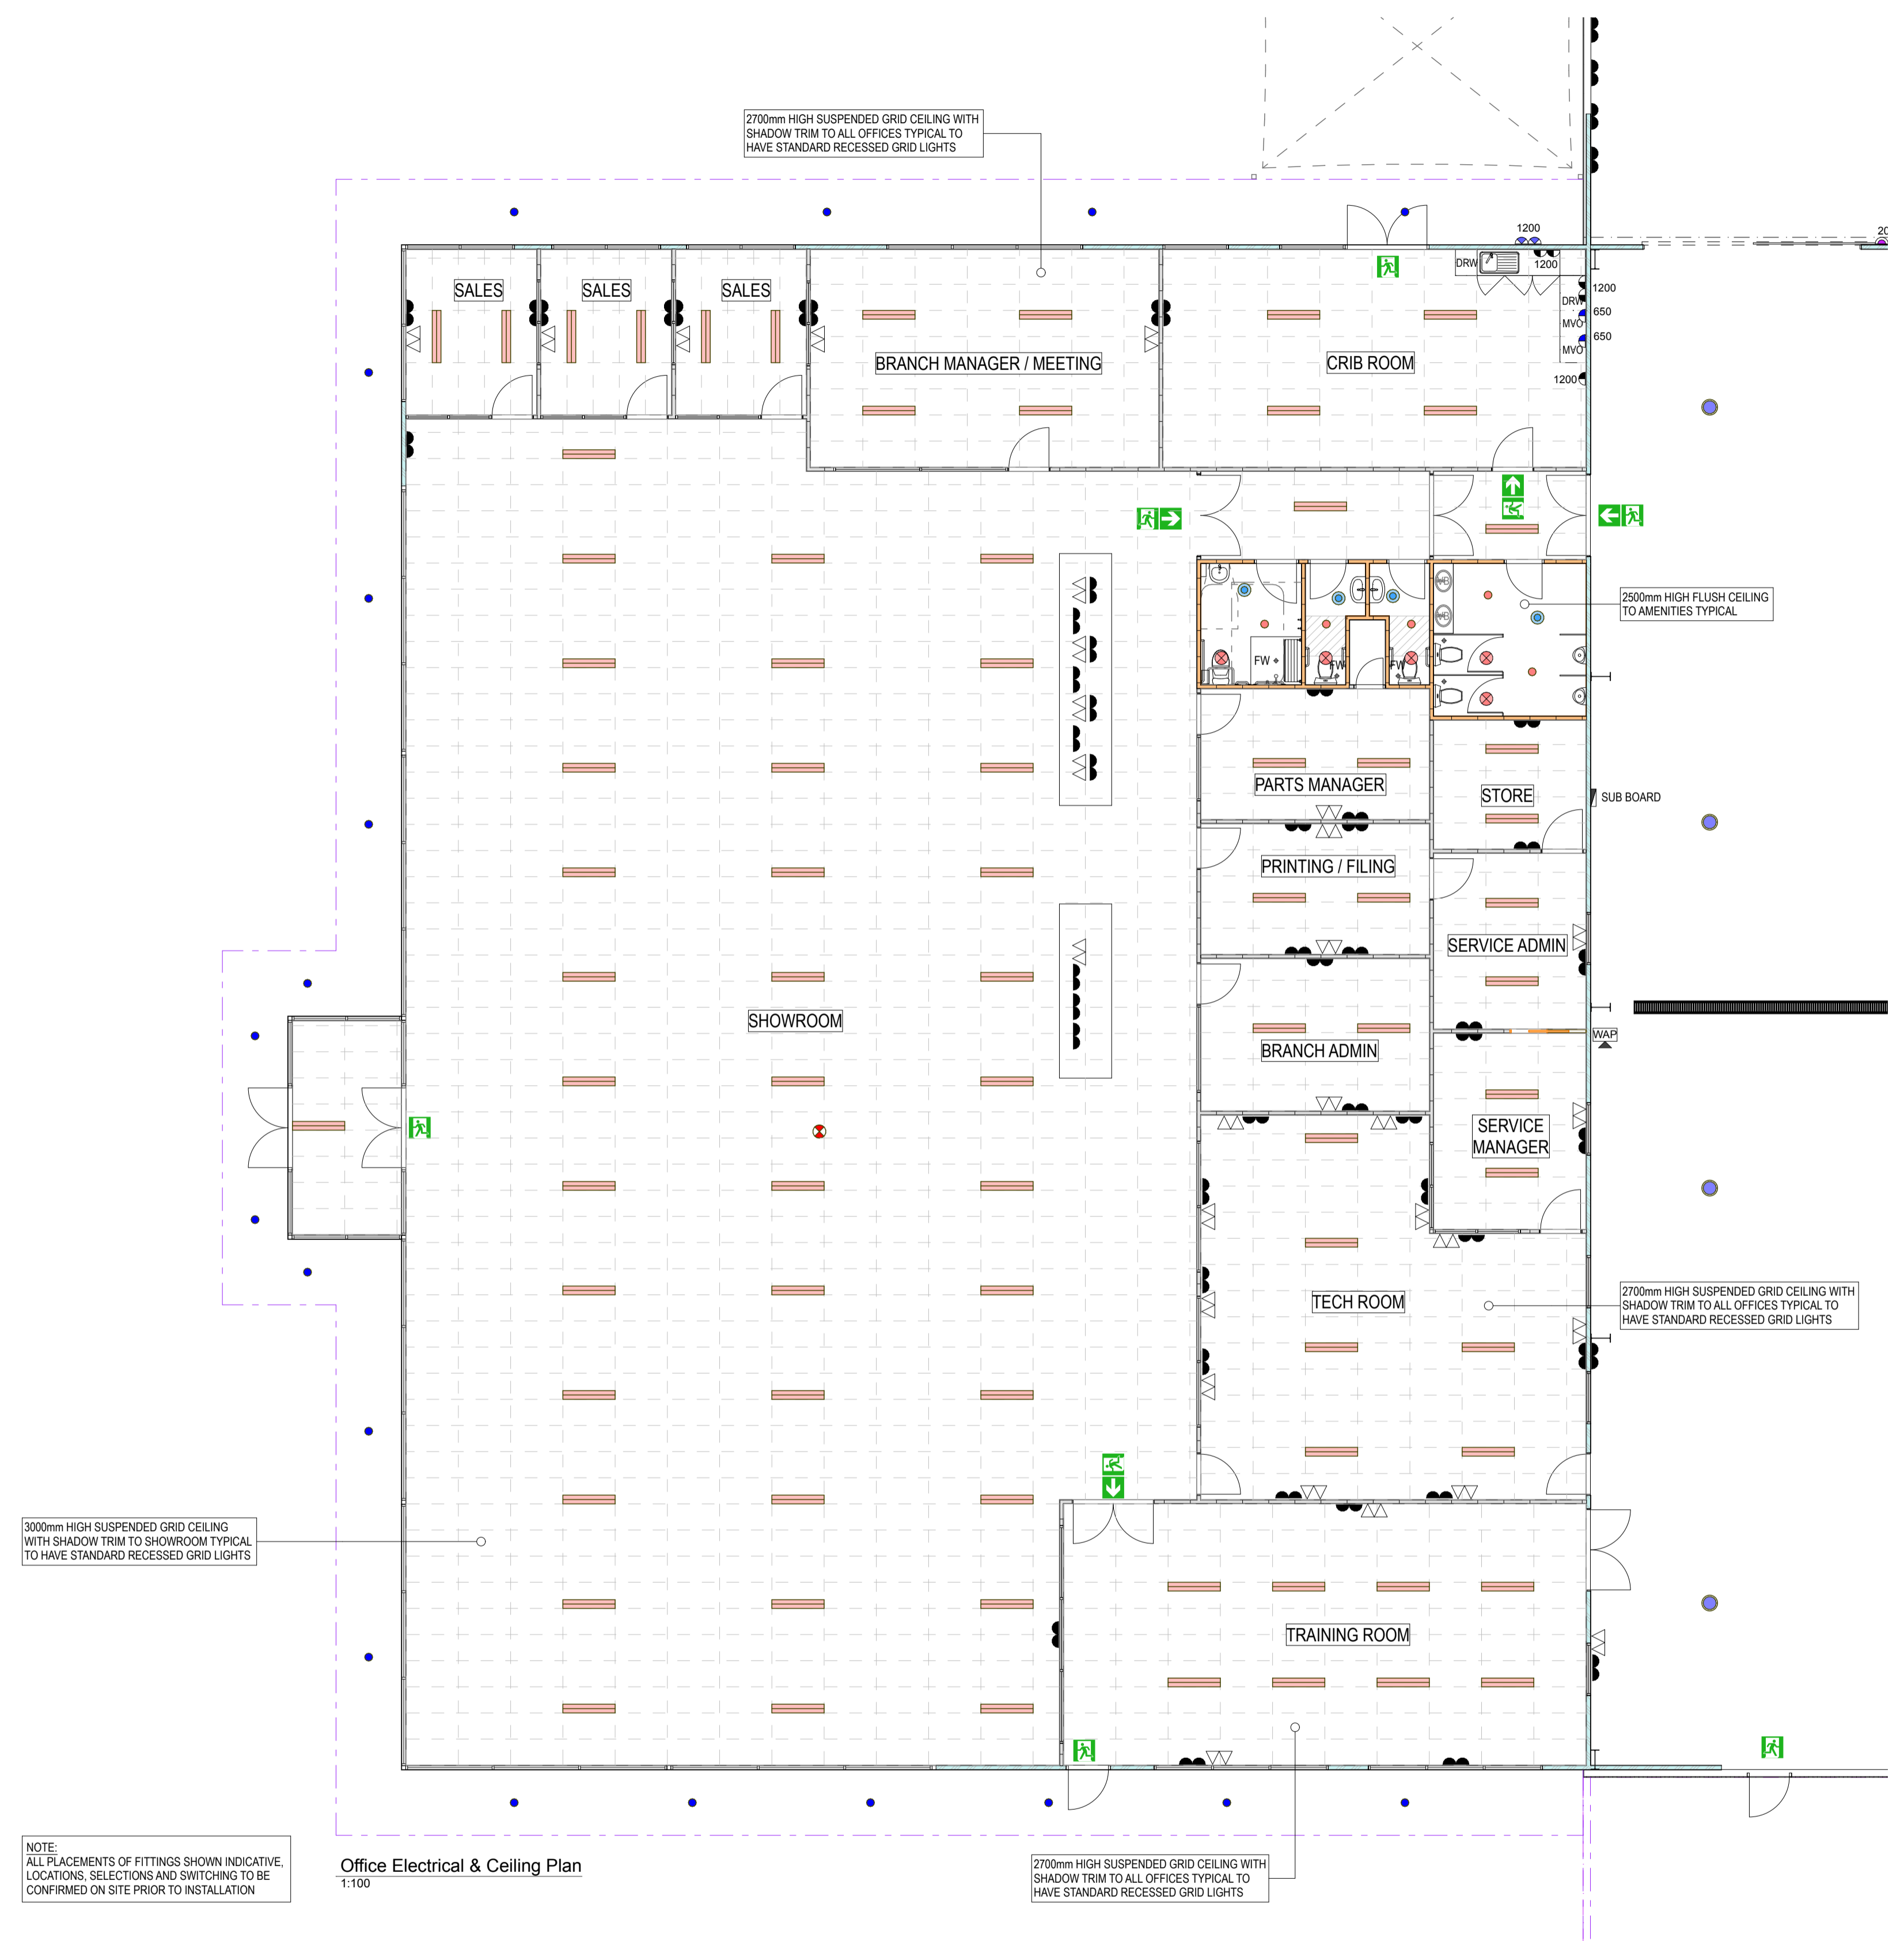 2700mm HIGH SUSPENDED GRID CEILING WITH
SHADOW TRIM TO ALL OFFICES TYPICAL TO
HAVE STANDARD RECESSED GRID LIGHTS
1200
20
DRW
1200
1200
DRW
650
MVO
650
MVO
1200
SALES
SALES
SALES
BRANCH MANAGER / MEETING
CRIB ROOM
WB
WB
2500mm HIGH FLUSH CEILING
TO AMENITIES TYPICAL
FW
FW
FW
PARTS MANAGER
STORE
SUB BOARD
PRINTING / FILING
SERVICE ADMIN
SHOWROOM
WAP
BRANCH ADMIN
SERVICE
MANAGER
TECH ROOM
2700mm HIGH SUSPENDED GRID CEILING WITH
SHADOW TRIM TO ALL OFFICES TYPICAL TO
HAVE STANDARD RECESSED GRID LIGHTS
3000mm HIGH SUSPENDED GRID CEILING
WITH SHADOW TRIM TO SHOWROOM TYPICAL
TO HAVE STANDARD RECESSED GRID LIGHTS
TRAINING ROOM
NOTE:
ALL PLACEMENTS OF FITTINGS SHOWN INDICATIVE,
LOCATIONS, SELECTIONS AND SWITCHING TO BE
CONFIRMED ON SITE PRIOR TO INSTALLATION
Office Electrical & Ceiling Plan
1:100
2700mm HIGH SUSPENDED GRID CEILING WITH
SHADOW TRIM TO ALL OFFICES TYPICAL TO
HAVE STANDARD RECESSED GRID LIGHTS